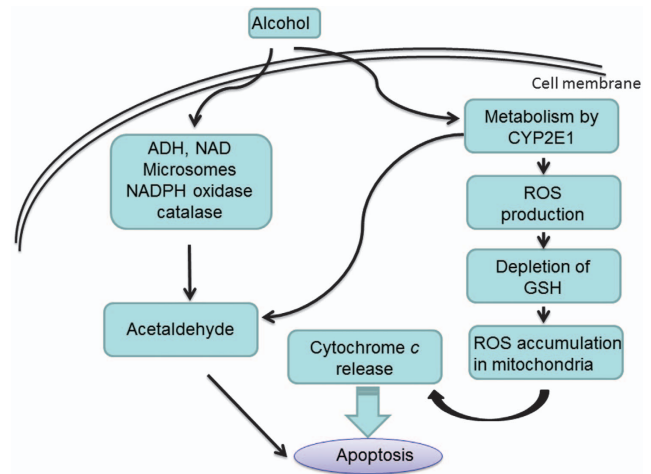 Alcohol
Cell membrane
ADH, NAD
Microsomes
NADPH oxidase
catalase
Metabolism by
CYP2E1
ROS
production
Depletion of
GSH
Acetaldehyde
Cytochrome c
release
ROS accumulation
in mitochondria
Apoptosis